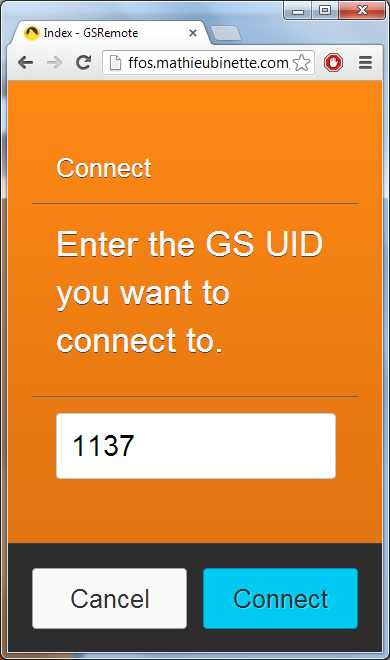 Index - GSRemote
ffos.mathieubinette.com
Connect
Enter the GS UID
you want to
connect to.
1137
Cancel
Connect